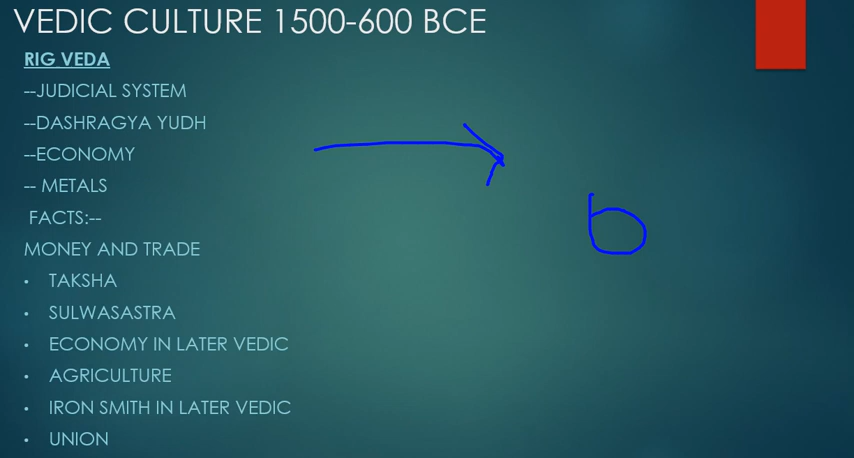 VEDIC CULTURE 1500-600 BCE
RIG VEDA
--JUDICIAL SYSTEM
--DASHRAGYA YUDH
--ECONOMY
-- METALS
FACTS:--
MONEY AND TRADE
• TAKSHA
• SULWASASTRA
• ECONOMY IN LATER VEDIC
• AGRICULTURE
• IRON SMITH IN LATER VEDIC
• UNION
b